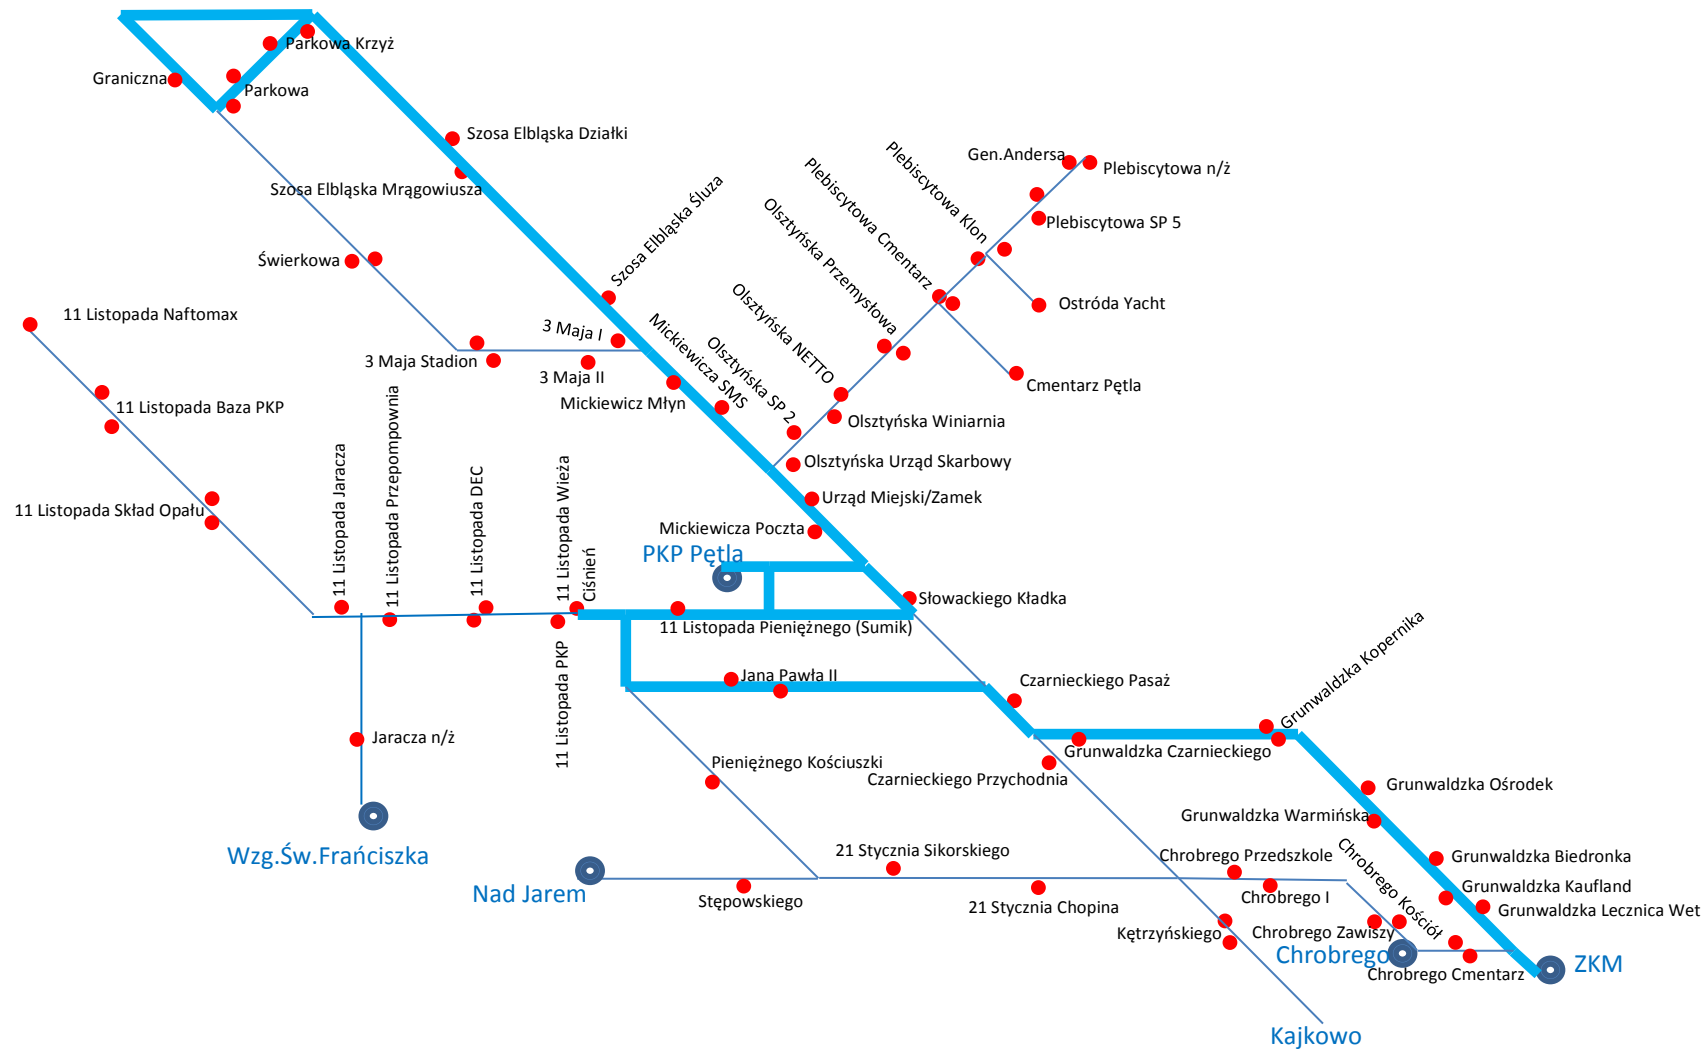 Parkowa Krzyż
Graniczna
Parkowa
Szosa Elbląska Działki
Szosa Elbląska Mrągowiusza
Szosa Elbląska Śluza
Plebiscytowa Klon
Gen.Andersa
Plebiscytowa n/ż
Plebiscytowa Cmentarz
Plebiscytowa SP 5
Olsztyńska Przemysłowa
Świerkowa
Olsztyńska NETTO
Ostróda Yacht
11 Listopada Naftomax
3 Maja I
Mickiewicza SMS
Olsztyńska SP 2
3 Maja Stadion
3 Maja II
Cmentarz Pętla
Mickiewicz Młyn
11 Listopada Baza PKP
Olsztyńska Winiarnia
11 Listopada Jaracza
11 Listopada Przepompownia
11 Listopada DEC
11 Listopada Wieża
Ciśnień
Olsztyńska Urząd Skarbowy
Urząd Miejski/Zamek
11 Listopada Skład Opału
Mickiewicza Poczta
PKP Pętla
Słowackiego Kładka
11 Listopada Pieniężnego (Sumik)
11 Listopada PKP
Jana Pawła II
Czarnieckiego Pasaż
Grunwaldzka Kopernika
Jaracza n/ż
Grunwaldzka Czarnieckiego
Pieniężnego Kościuszki
Czarnieckiego Przychodnia
Grunwaldzka Ośrodek
Grunwaldzka Warmińska
Wzg.Św.Frańciszka
21 Stycznia Sikorskiego
Chrobrego Przedszkole
Chrobrego Kościół
Grunwaldzka Biedronka
Nad Jarem
Stępowskiego
21 Stycznia Chopina
Chrobrego I
Grunwaldzka Kaufland
Grunwaldzka Lecznica Wet
Kętrzyńskiego
Chrobrego Zawiszy
Chrobrego
Chrobrego Cmentarz
ZKM
Kajkowo